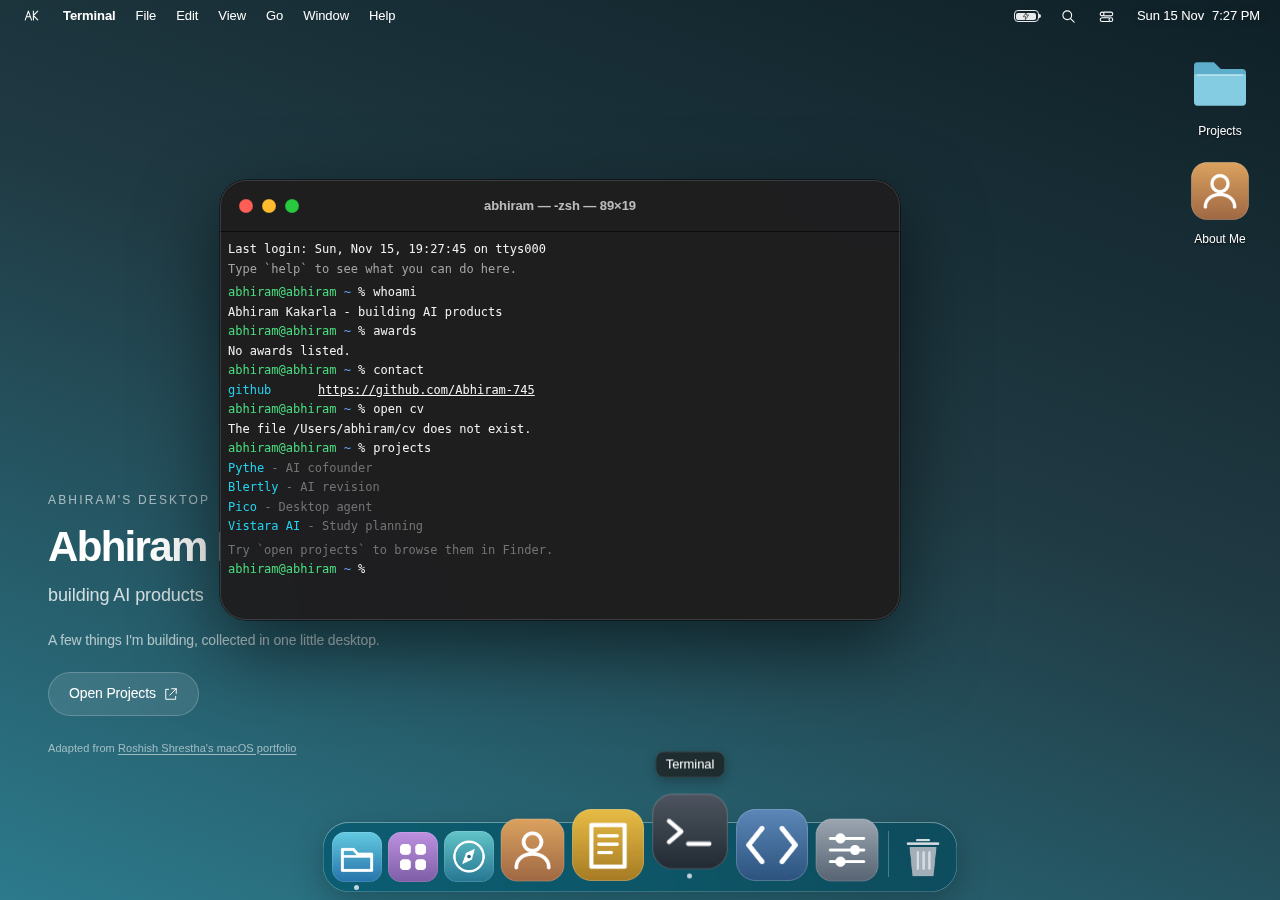 Terminal File Edit View Go Window Help
Sun 15 Nov 7:27 PM
Projects
About Me
abhiram — -zsh — 89×19
Last login: Sun, Nov 15, 19:27:45 on ttys000
Type `help` to see what you can do here.
abhiram@abhiram ~ % whoami
Abhiram Kakarla - building AI products
abhiram@abhiram ~ % awards
No awards listed.
abhiram@abhiram ~ % contact
github https://github.com/Abhiram-745
abhiram@abhiram ~ % open cv
The file /Users/abhiram/cv does not exist.
abhiram@abhiram ~ % projects
Pythe - AI cofounder
Blertly - AI revision
Pico - Desktop agent
Vistara AI - Study planning
Try `open projects` to browse them in Finder.
abhiram@abhiram ~ %
ABHIRAM'S DESKTOP
Abhiram
building AI products
A few things I'm building, collected in one little desktop.
Open Projects
Adapted from Roshish Shrestha's macOS portfolio
Terminal